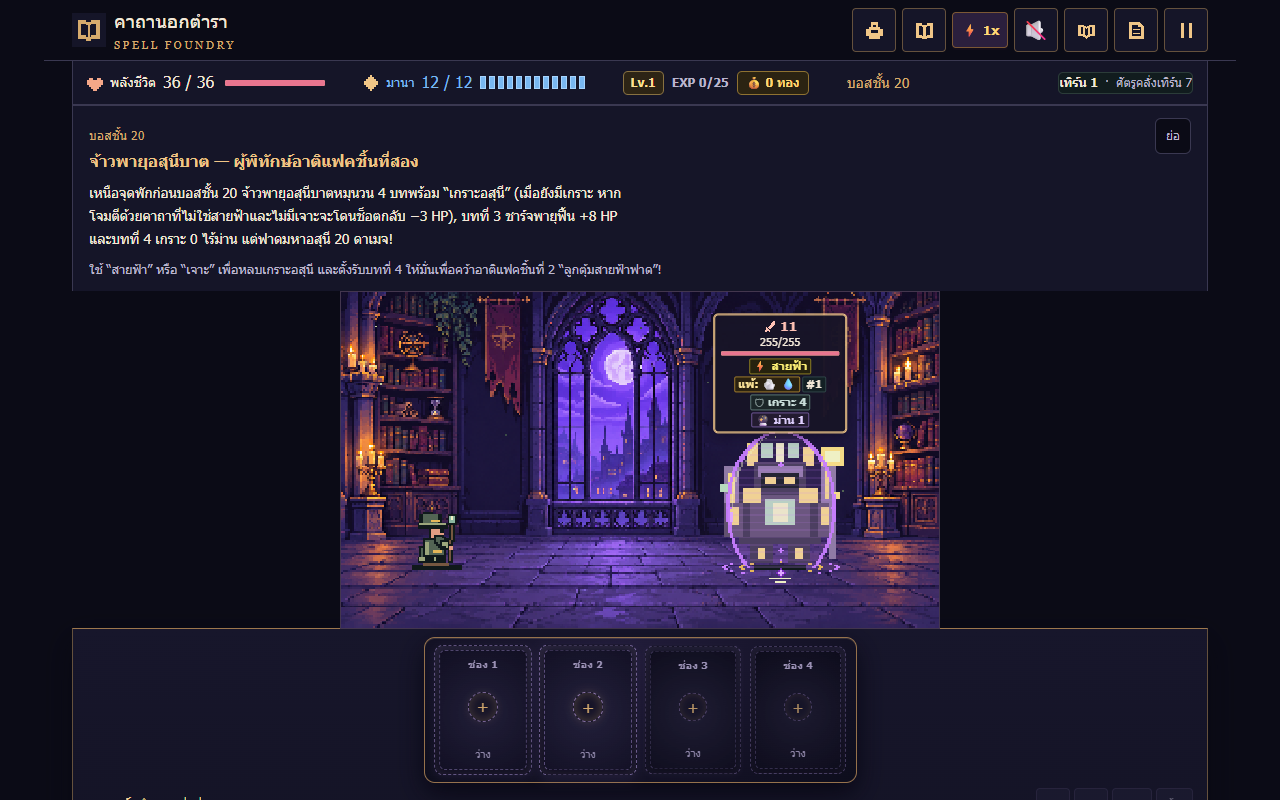 คาถานอกตำรา
SPELL FOUNDRY
1x
พลังชีวิต 36 / 36
มานา 12 / 12
Lv.1 EXP 0/25
0 ทอง
บอสชั้น 20
เทิร์น 1 · ศัตรูคลั่งเทิร์น 7
บอสชั้น 20
ย่อ
จ้าวพายุอสุนีบาต — ผู้พิทักษ์อาติแฟคชิ้นที่สอง
เหนือจุดพักก่อนบอสชั้น 20 จ้าวพายุอสุนีบาตหมุนวน 4 บทพร้อม “เกราะอสุนี” (เมื่อยังมีเกราะ หาก
โจมตีด้วยคาถาที่ไม่ใช่สายฟ้าและไม่มีเจาะจะโดนช็อตกลับ −3 HP), บทที่ 3 ชาร์จพายุฟื้น +8 HP
และบทที่ 4 เกราะ 0 ไร้ม่าน แต่ฟาดมหาอสุนี 20 ดาเมจ!
ใช้ “สายฟ้า” หรือ “เจาะ” เพื่อหลบเกราะอสุนี และตั้งรับบทที่ 4 ให้มั่นเพื่อคว้าอาติแฟคชิ้นที่ 2 “ลูกตุ้มสายฟ้าฟาด”!
11
255/255
สายฟ้า
แพ้: #1
เกราะ 4
ม่าน 1
ช่อง 1 ช่อง 2 ช่อง 3 ช่อง 4
+ + + +
ว่าง ว่าง ว่าง ว่าง